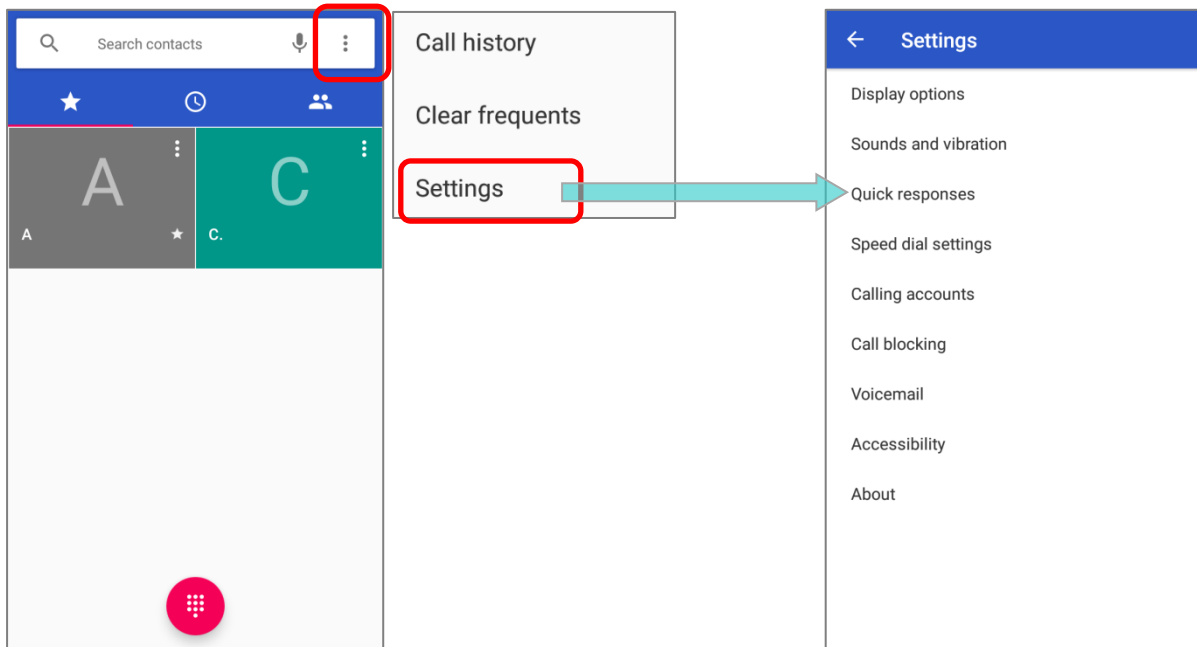 Search contacts
A
C
A
C.
Call history
Clear frequents
Settings
Settings
Display options
Sounds and vibration
Quick responses
Speed dial settings
Calling accounts
Call blocking
Voicemail
Accessibility
About